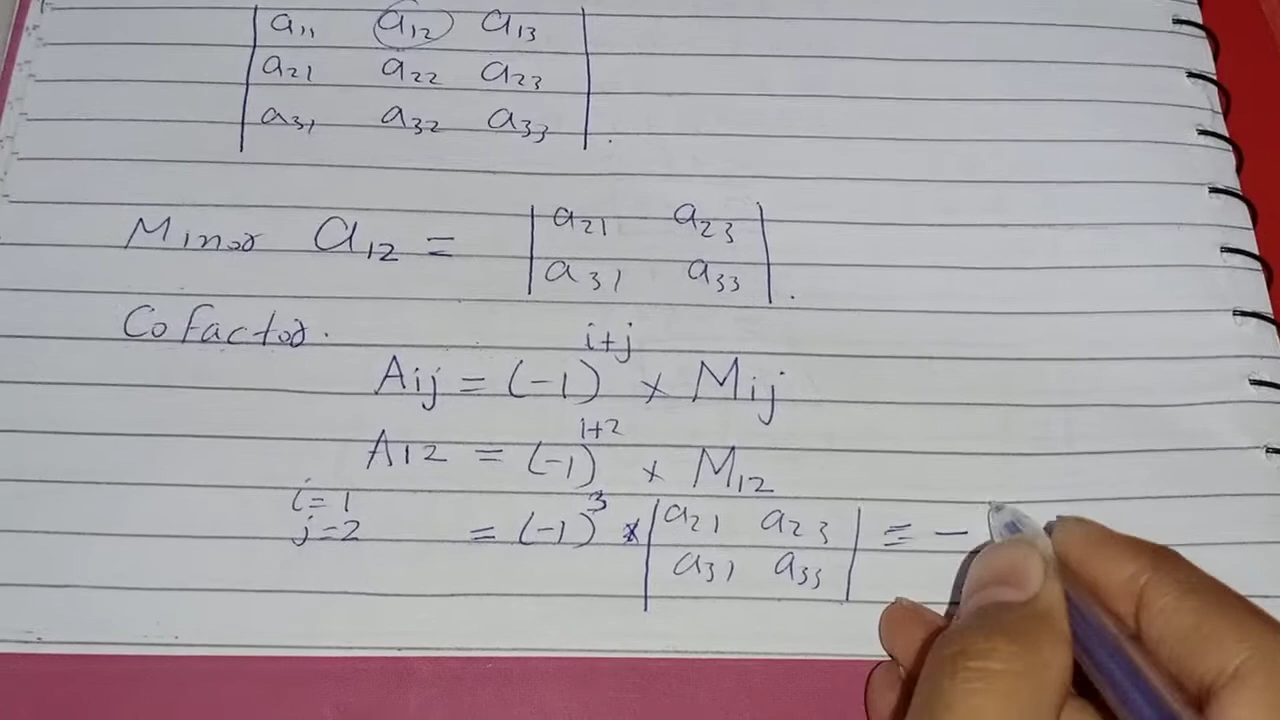 a₁₁ a₁₂ a₁₃
a₂₁ a₂₂ a₂₃
a₃₁ a₃₂ a₃₃ .
Minor a₁₂ = | a₂₁ a₂₃ |
| a₃₁ a₃₃ | .
Cofactor.
Aij = (-1)^i+j × Mij
A12 = (-1)^1+2 × M₁₂
i=1
j=2 = (-1)^3 × | a₂₁ a₂₃ | = -
| a₃₁ a₃₃ |